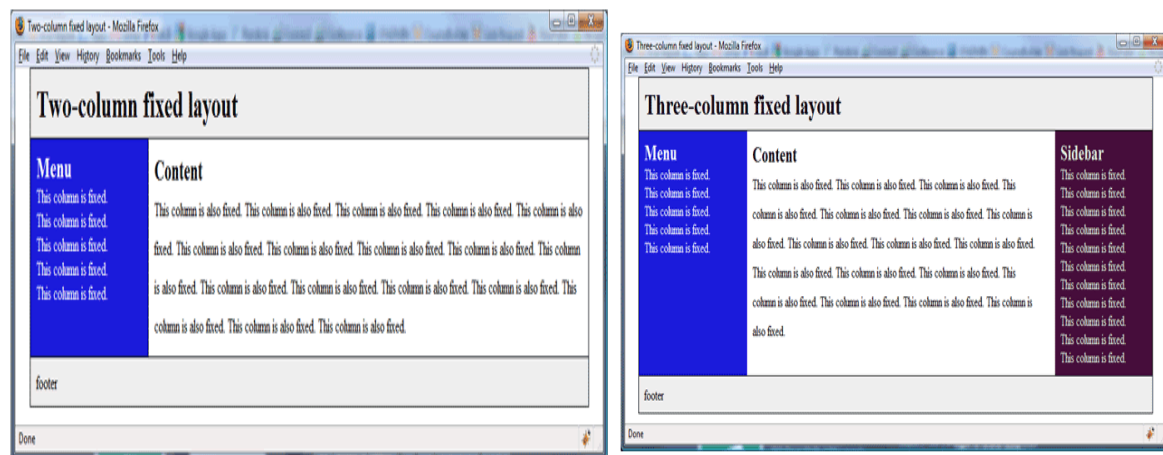 Two-column fixed layout - Mozilla Firefox
File Edit View History Bookmarks Tools Help
Two-column fixed layout
Menu
This column is fixed.
This column is fixed.
This column is fixed.
This column is fixed.
This column is fixed.
Content
This column is also fixed. This column is also fixed. This column is also fixed. This column is also fixed. This column is also
fixed. This column is also fixed. This column is also fixed. This column is also fixed. This column is also fixed. This column
is also fixed. This column is also fixed. This column is also fixed. This column is also fixed. This column is also fixed. This
column is also fixed. This column is also fixed. This column is also fixed.
footer
Done
Three-column fixed layout - Mozilla Firefox
File Edit View History Bookmarks Tools Help
Three-column fixed layout
Menu
This column is fixed.
This column is fixed.
This column is fixed.
This column is fixed.
This column is fixed.
Content
This column is also fixed. This column is also fixed. This column is also fixed. This
column is also fixed. This column is also fixed. This column is also fixed. This column is
also fixed. This column is also fixed. This column is also fixed. This column is also fixed.
This column is also fixed. This column is also fixed. This column is also fixed. This
column is also fixed. This column is also fixed. This column is also fixed. This column is
also fixed.
Sidebar
This column is fixed.
This column is fixed.
This column is fixed.
This column is fixed.
This column is fixed.
This column is fixed.
This column is fixed.
This column is fixed.
This column is fixed.
This column is fixed.
This column is fixed.
footer
Done